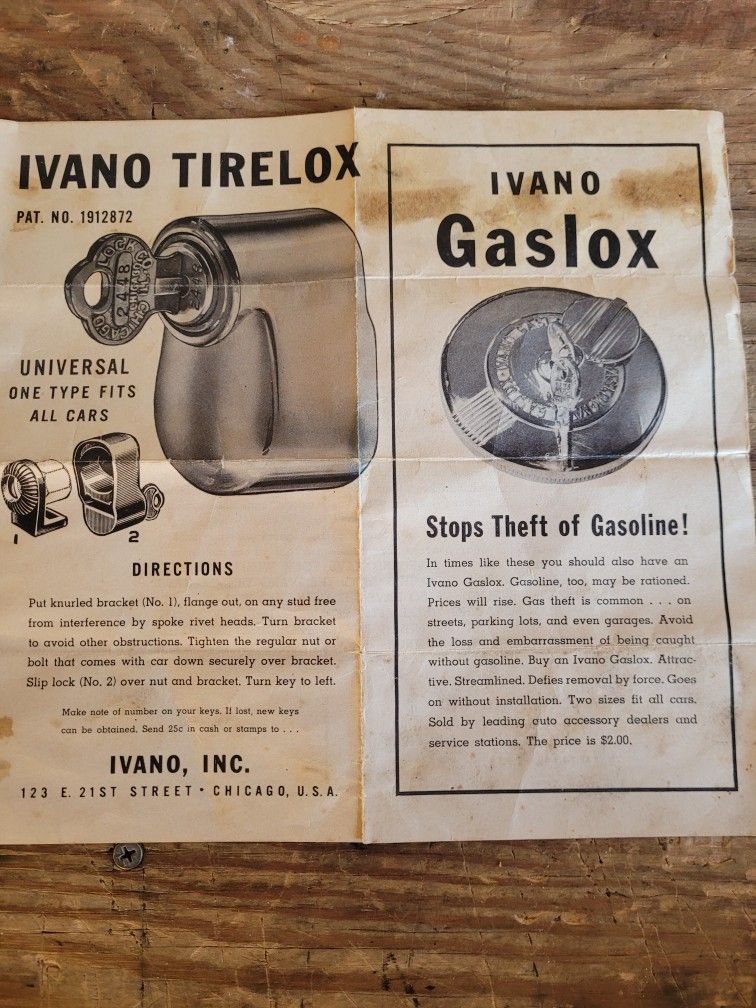 IVANO TIRELOX
PAT. NO. 1912872
LOCK
2448
CHICAGO
2448
UNIVERSAL
ONE TYPE FITS
ALL CARS
1
2
DIRECTIONS
Put knurled bracket (No. 1), flange out, on any stud free
from interference by spoke rivet heads. Turn bracket
to avoid other obstructions. Tighten the regular nut or
bolt that comes with car down securely over bracket.
Slip lock (No. 2) over nut and bracket. Turn key to left.
Make note of number on your keys. If lost, new keys
can be obtained. Send 25c in cash or stamps to . . .
IVANO, INC.
123 E. 21ST STREET • CHICAGO, U.S.A.
IVANO
Gaslox
Stops Theft of Gasoline!
In times like these you should also have an
Ivano Gaslox. Gasoline, too, may be rationed.
Prices will rise. Gas theft is common . . . on
streets, parking lots, and even garages. Avoid
the loss and embarrassment of being caught
without gasoline. Buy an Ivano Gaslox. Attrac-
tive. Streamlined. Defies removal by force. Goes
on without installation. Two sizes fit all cars.
Sold by leading auto accessory dealers and
service stations. The price is $2.00.